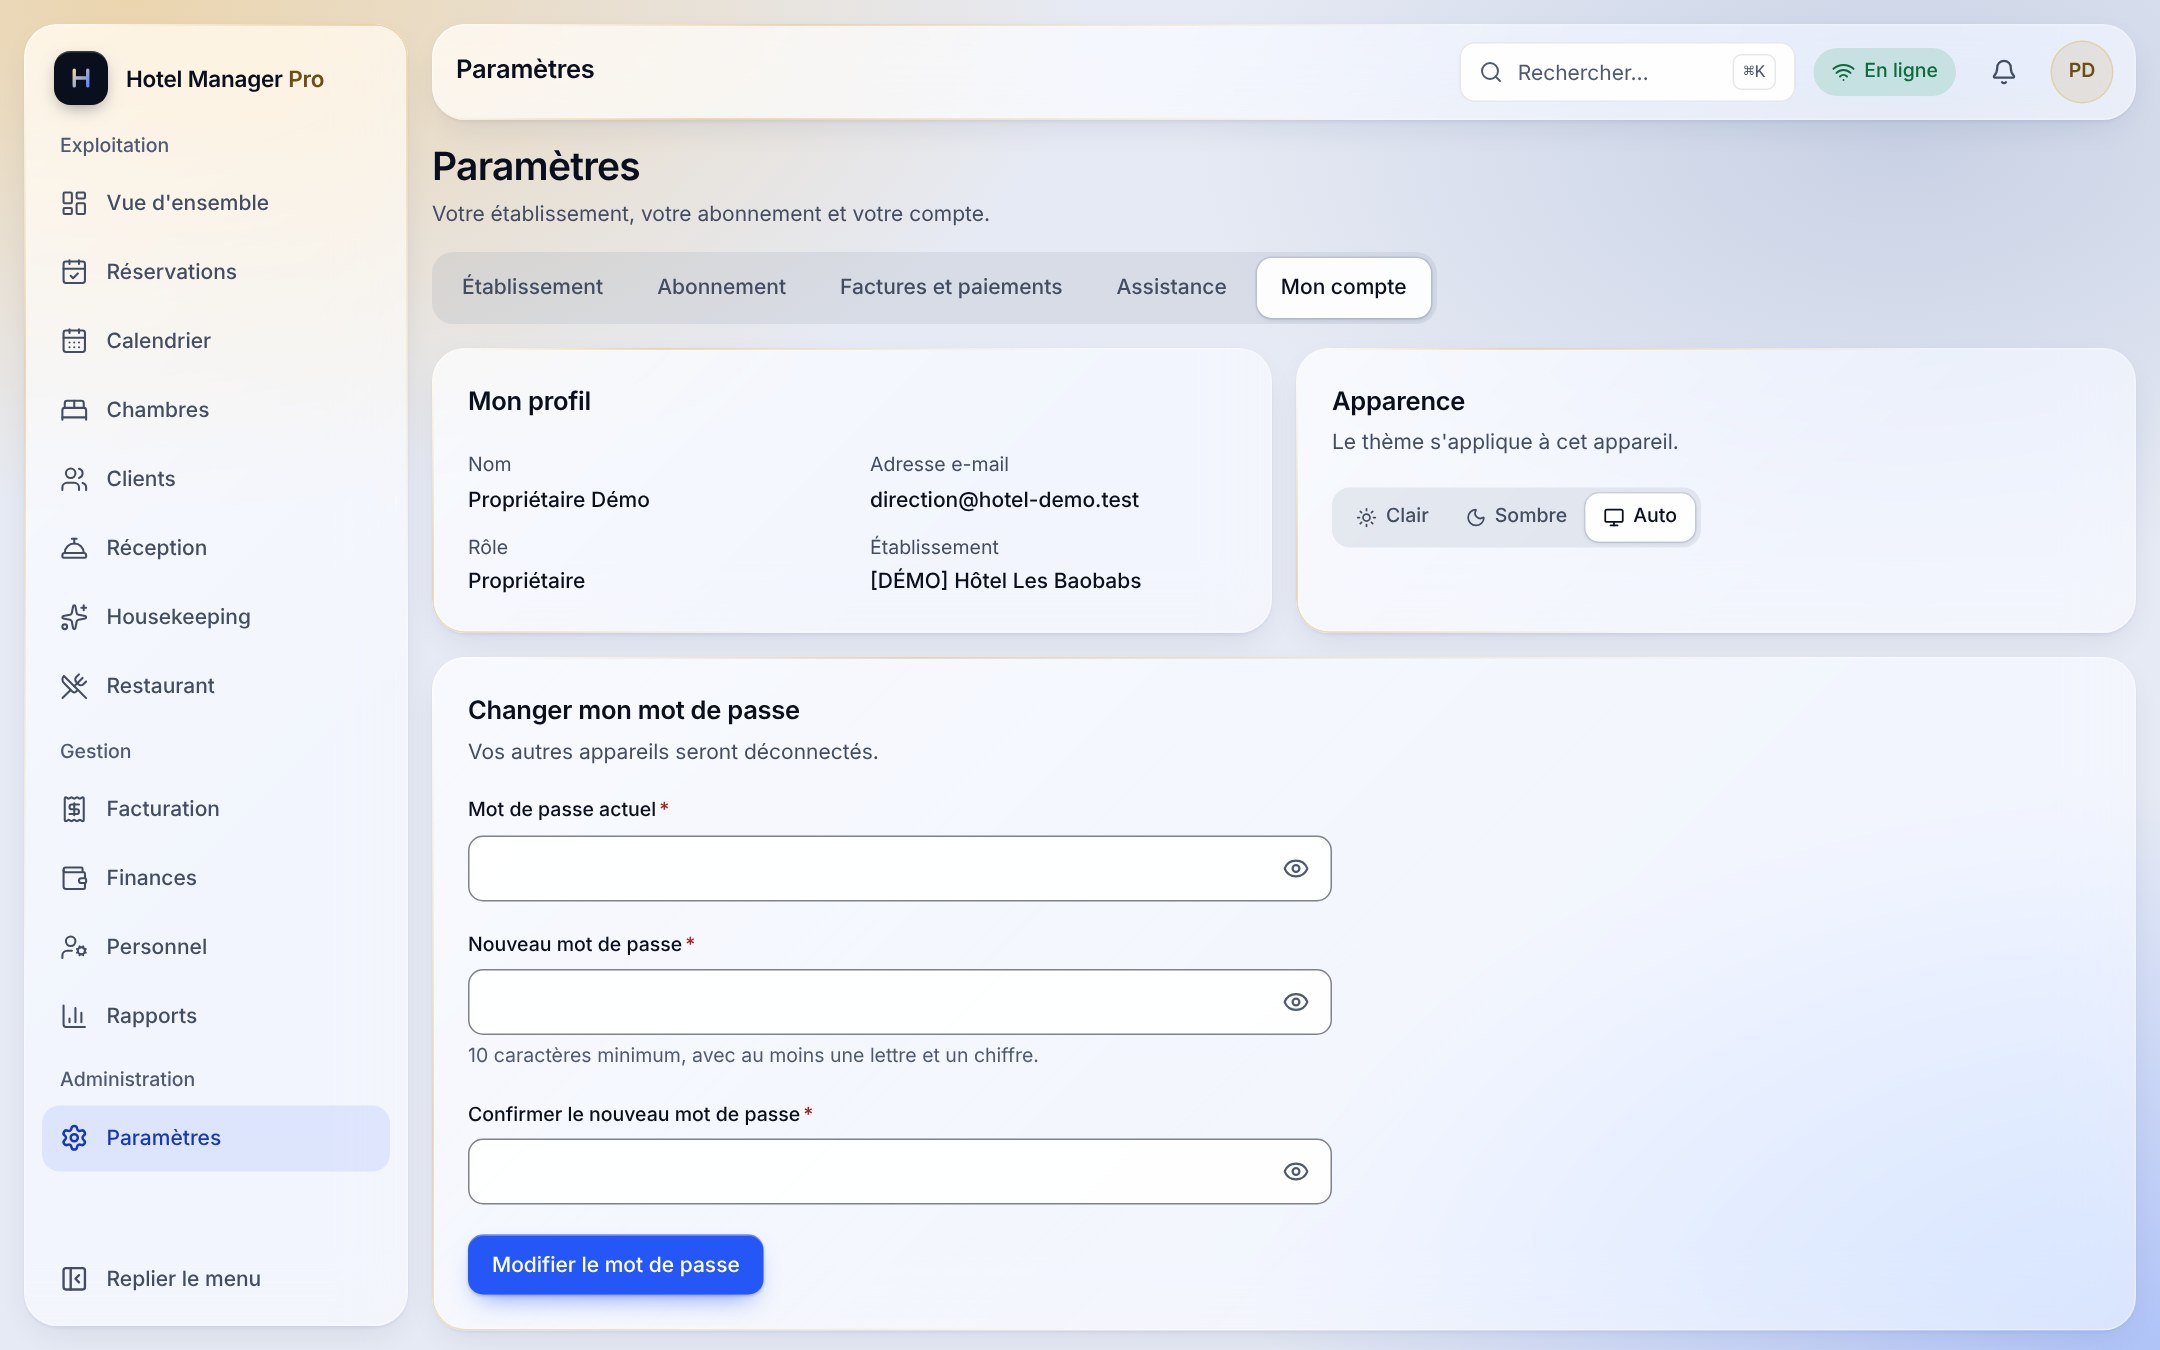 Hotel Manager Pro
Exploitation
Vue d'ensemble
Réservations
Calendrier
Chambres
Clients
Réception
Housekeeping
Restaurant
Gestion
Facturation
Finances
Personnel
Rapports
Administration
Paramètres
Replier le menu
Paramètres
Rechercher...
⌘K
En ligne
PD
Paramètres
Votre établissement, votre abonnement et votre compte.
Établissement
Abonnement
Factures et paiements
Assistance
Mon compte
Mon profil
Nom
Propriétaire Démo
Adresse e-mail
direction@hotel-demo.test
Rôle
Propriétaire
Établissement
[DÉMO] Hôtel Les Baobabs
Apparence
Le thème s'applique à cet appareil.
Clair
Sombre
Auto
Changer mon mot de passe
Vos autres appareils seront déconnectés.
Mot de passe actuel *
Nouveau mot de passe *
10 caractères minimum, avec au moins une lettre et un chiffre.
Confirmer le nouveau mot de passe *
Modifier le mot de passe